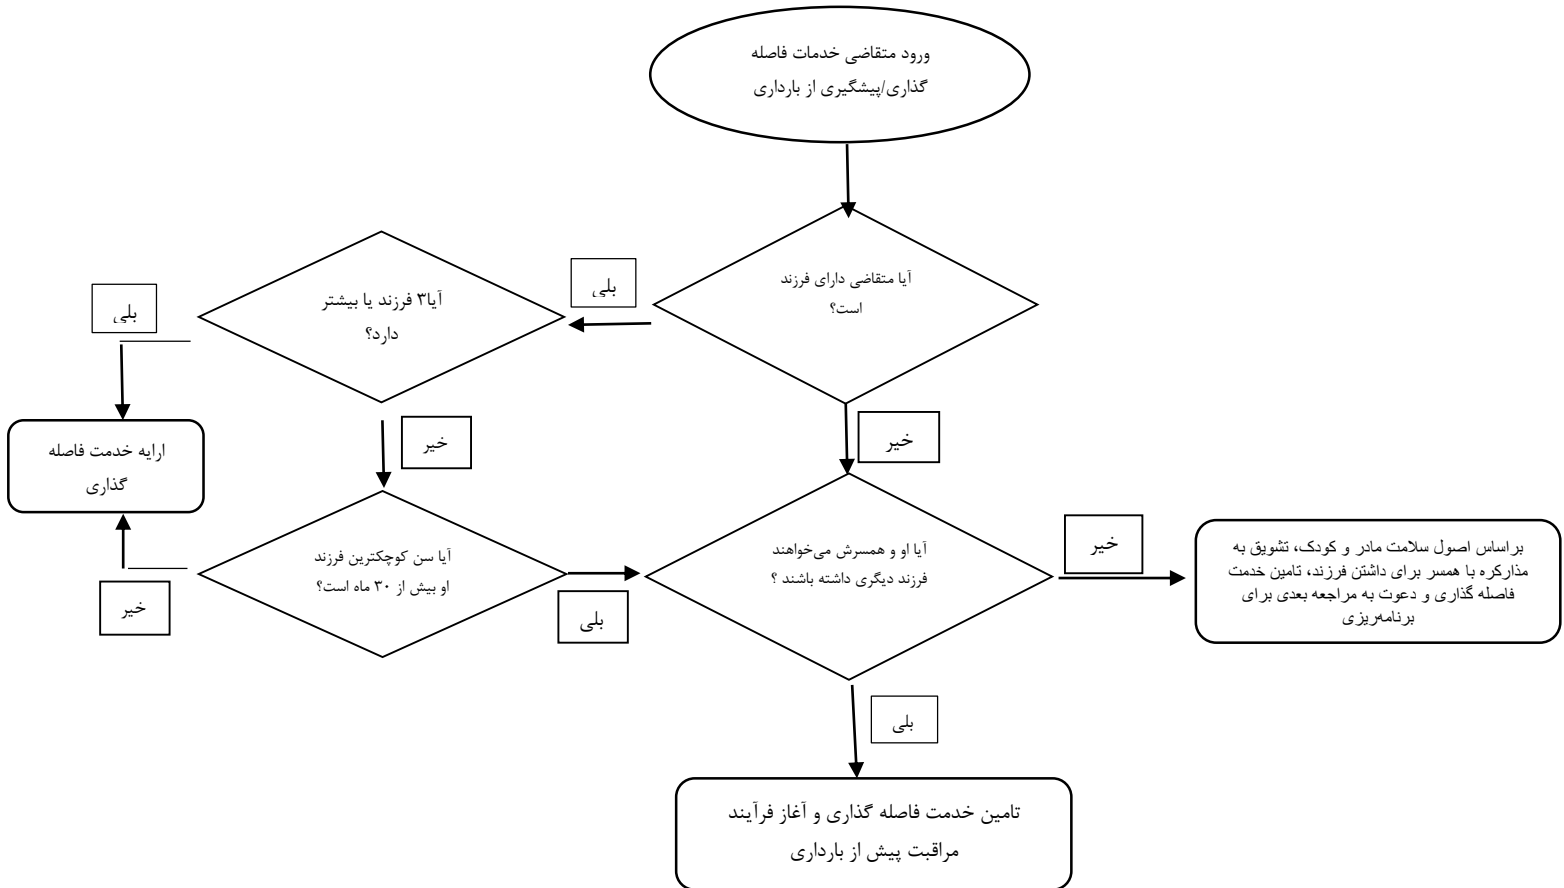 ورود متقاضی خدمات فاصله
گذاری/پیشگیری از بارداری
آیا متقاضی دارای فرزند
است؟
بلی
آیا۳ فرزند یا بیشتر
دارد؟
بلی
خیر
خیر
ارایه خدمت فاصله
گذاری
آیا سن کوچکترین فرزند
او بیش از ۳۰ ماه است؟
خیر
بلی
آیا او و همسرش می‌خواهند
فرزند دیگری داشته باشند ؟
خیر
براساس اصول سلامت مادر و کودک، تشویق به
مذارکره با همسر برای داشتن فرزند، تامین خدمت
فاصله گذاری و دعوت به مراجعه بعدی برای
برنامه‌ریزی
بلی
تامین خدمت فاصله گذاری و آغاز فرآیند
مراقبت پیش از بارداری